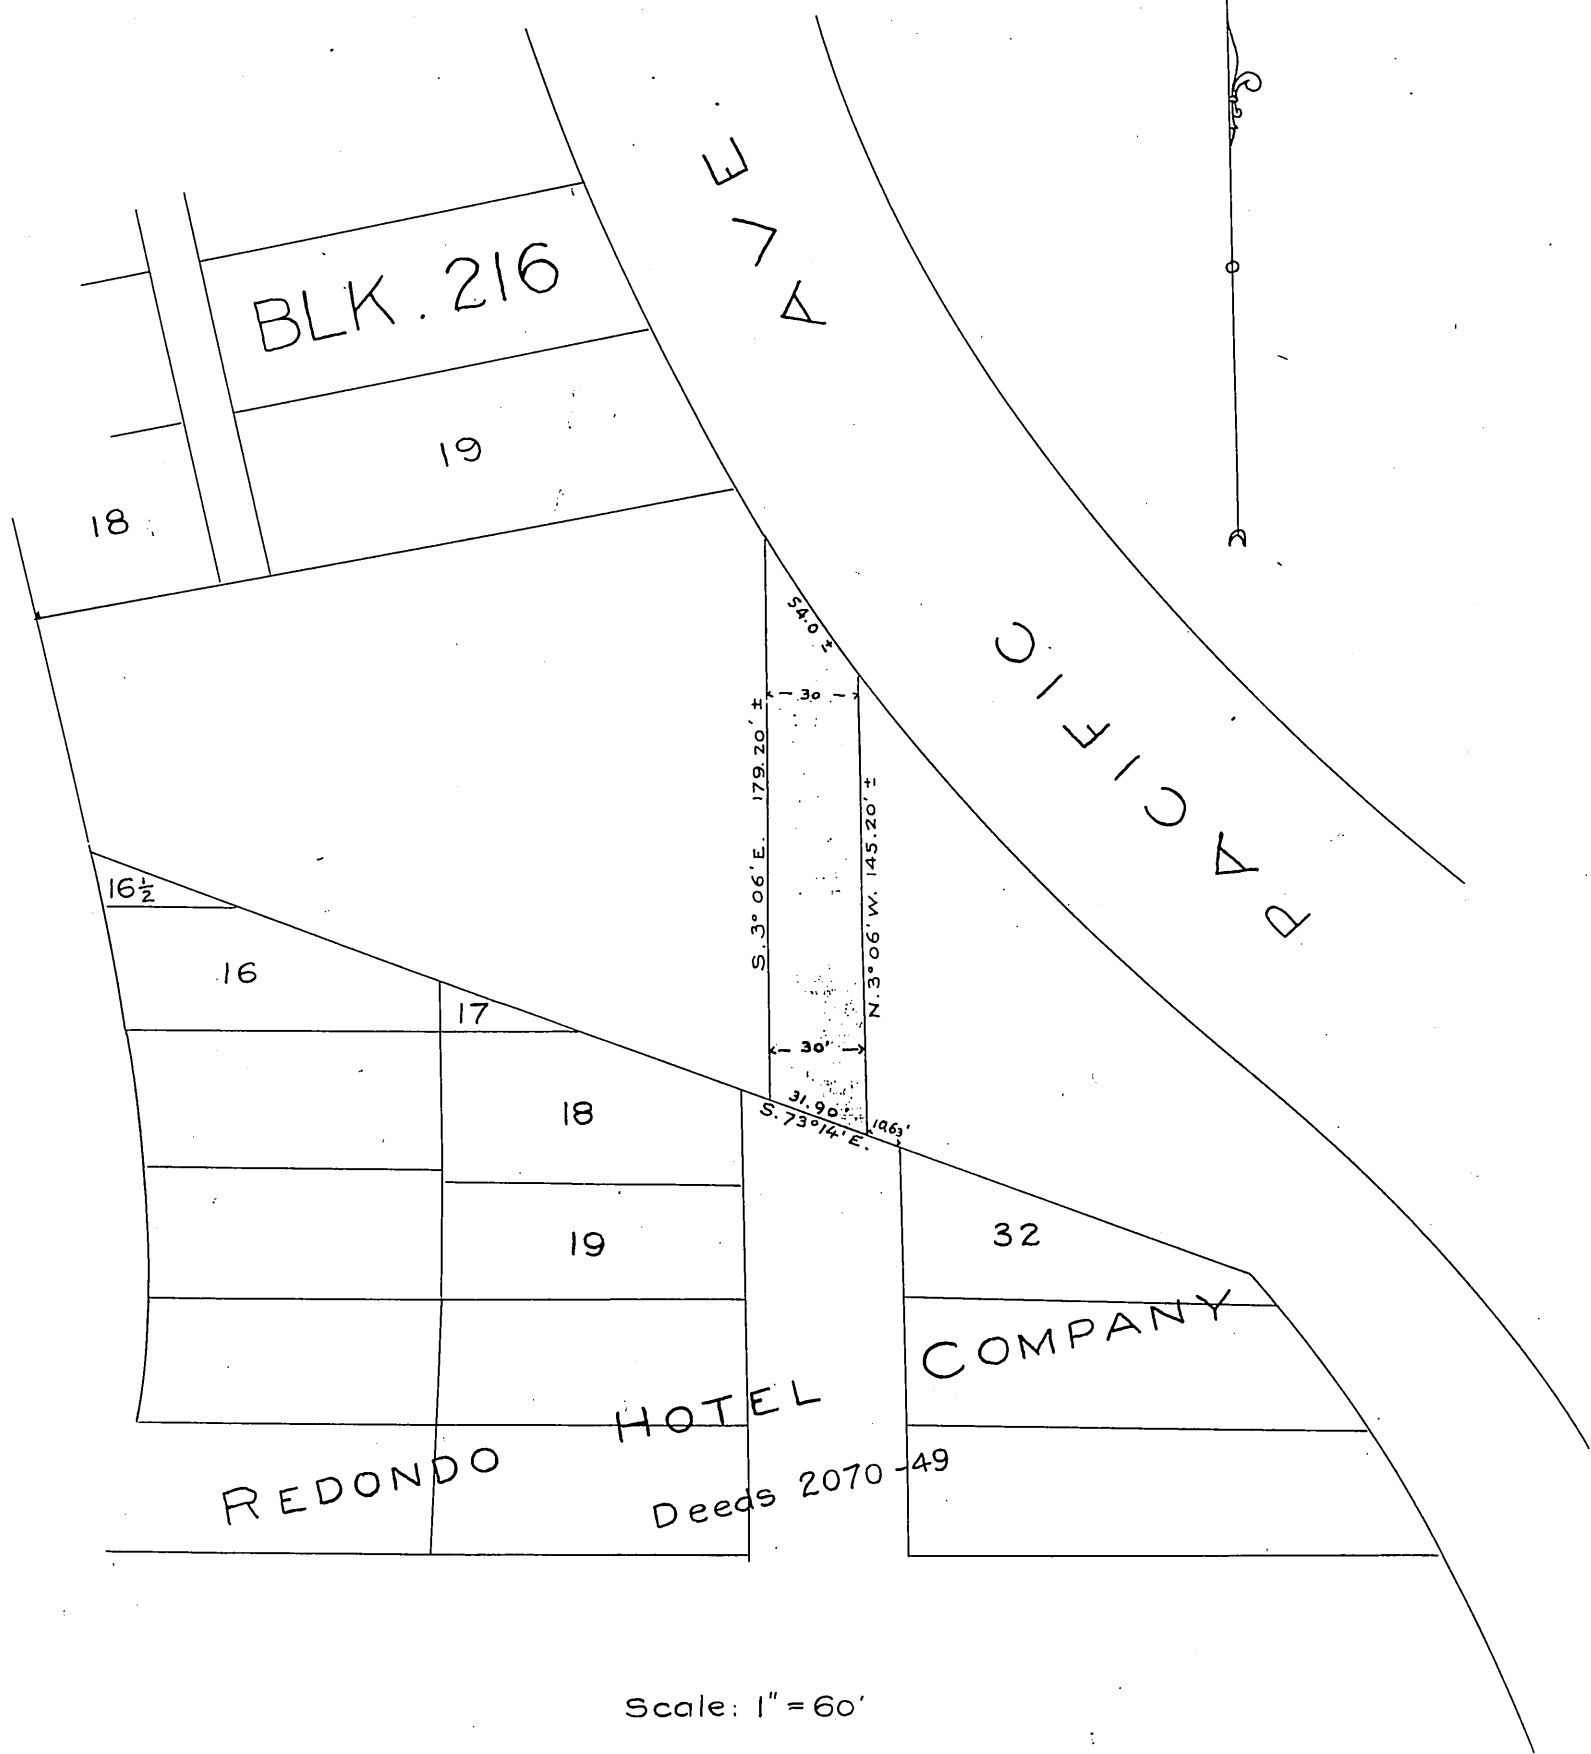 PACIFIC AVE.
BLK. 216
19
18
54.0 ±
30
S. 3° 06' E. 179.20' ±
N. 3° 06' W. 145.20' ±
16½
16
17
30'
31.90'
S. 73° 14' E.
10.63'
18
32
19
REDONDO HOTEL COMPANY
Deeds 2070-49
Scale: 1" = 60'